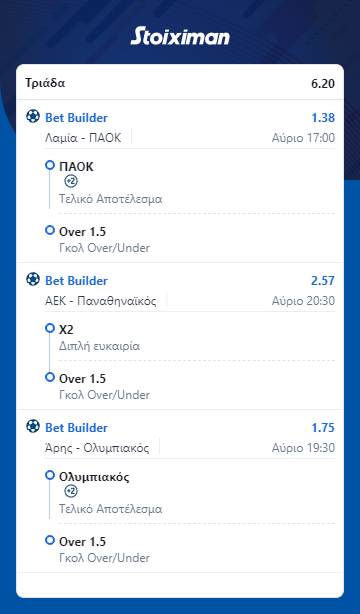 Stoiximan
Τριάδα 6.20
Bet Builder 1.38
Λαμία - ΠΑΟΚ Αύριο 17:00
ΠΑΟΚ
+2
Τελικό Αποτέλεσμα
Over 1.5
Γκολ Over/Under
Bet Builder 2.57
ΑΕΚ - Παναθηναϊκός Αύριο 20:30
X2
Διπλή ευκαιρία
Over 1.5
Γκολ Over/Under
Bet Builder 1.75
Άρης - Ολυμπιακός Αύριο 19:30
Ολυμπιακός
+2
Τελικό Αποτέλεσμα
Over 1.5
Γκολ Over/Under